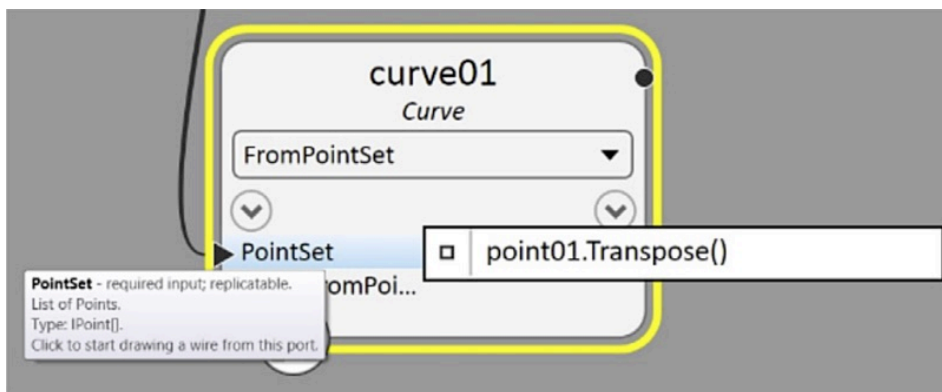 curve01
Curve
FromPointSet
PointSet
point01.Transpose()
PointSet - required input; replicatable.
List of Points.
Type: IPoint[].
Click to start drawing a wire from this port.
romPoi...